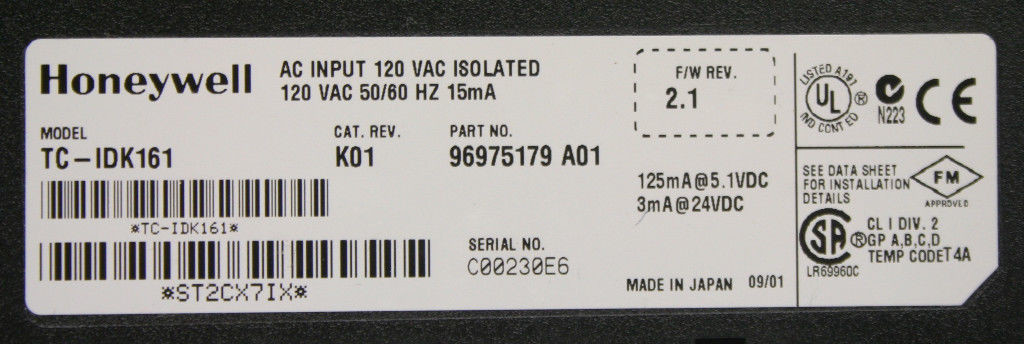 Honeywell
AC INPUT 120 VAC ISOLATED
120 VAC 50/60 HZ 15mA
F/W REV.
2.1
MODEL
TC-IDK161
CAT. REV.
K01
PART NO.
96975179 A01
*TC-IDK161*
*ST2CX7IX*
SERIAL NO.
C00230E6
125mA@5.1VDC
3mA@24VDC
MADE IN JAPAN 09/01
LISTED A197
UL ®
IND CONT EQ
N223
CE
SEE DATA SHEET
FOR INSTALLATION
DETAILS
FM
APPROVED
SA ®
LR69960C
CL I DIV. 2
GP A,B,C,D
TEMP CODET4A